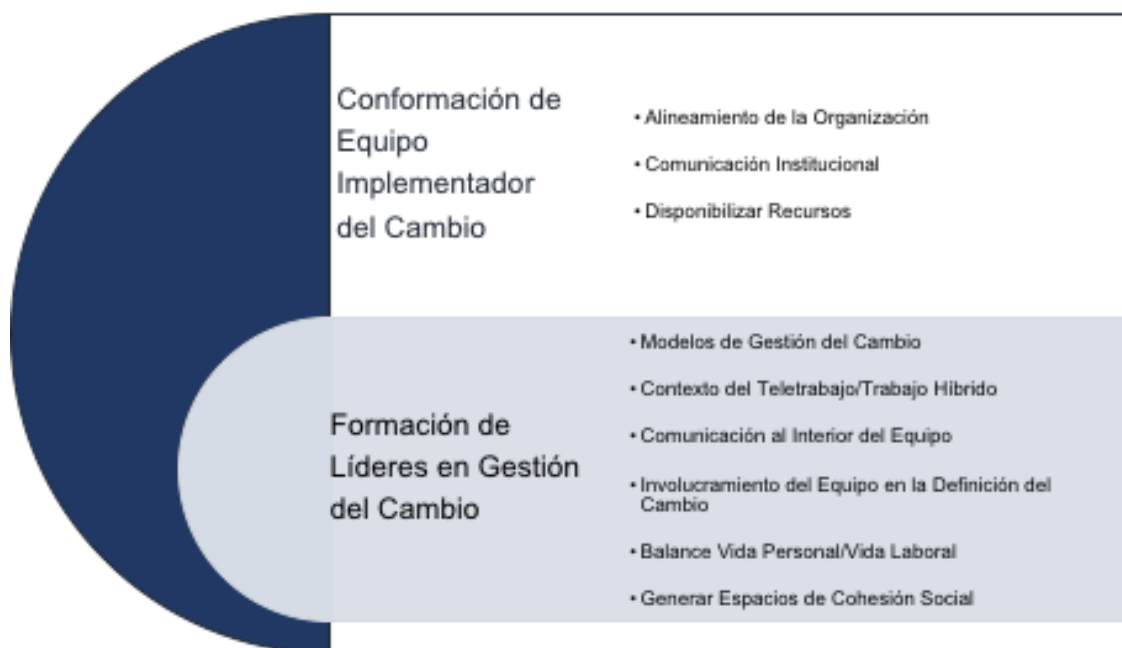 Conformación de
Equipo
Implementador
del Cambio
• Alineamiento de la Organización
• Comunicación Institucional
• Disponibilizar Recursos
Formación de
Líderes en Gestión
del Cambio
• Modelos de Gestión del Cambio
• Contexto del Teletrabajo/Trabajo Híbrido
• Comunicación al Interior del Equipo
• Involucramiento del Equipo en la Definición del
Cambio
• Balance Vida Personal/Vida Laboral
• Generar Espacios de Cohesión Social